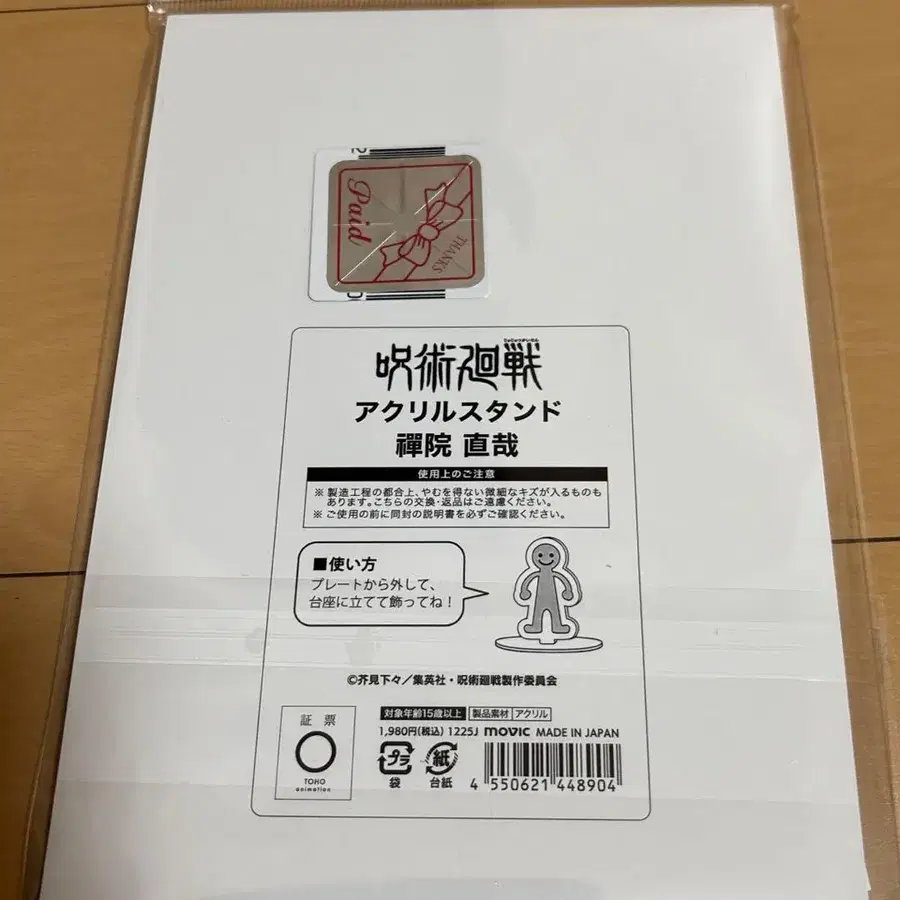 Paid
THANKS
じゅじゅつかいせん
呪術廻戦
アクリルスタンド
禪院 直哉
使用上のご注意
※ 製造工程の都合上、やむを得ない微細なキズが入るものも
あります。こちらの交換・返品はご遠慮ください。
※ ご使用の前に同封の説明書を必ずご確認ください。
■使い方
プレートから外して、
台座に立てて飾ってね！
©芥見下々／集英社・呪術廻戦製作委員会
証 票
TOHO
animation
対象年齢15歳以上 製品素材 アクリル
1,980円(税込) 1225J movic MADE IN JAPAN
プラ 紙
袋 台紙
4 550621 448904